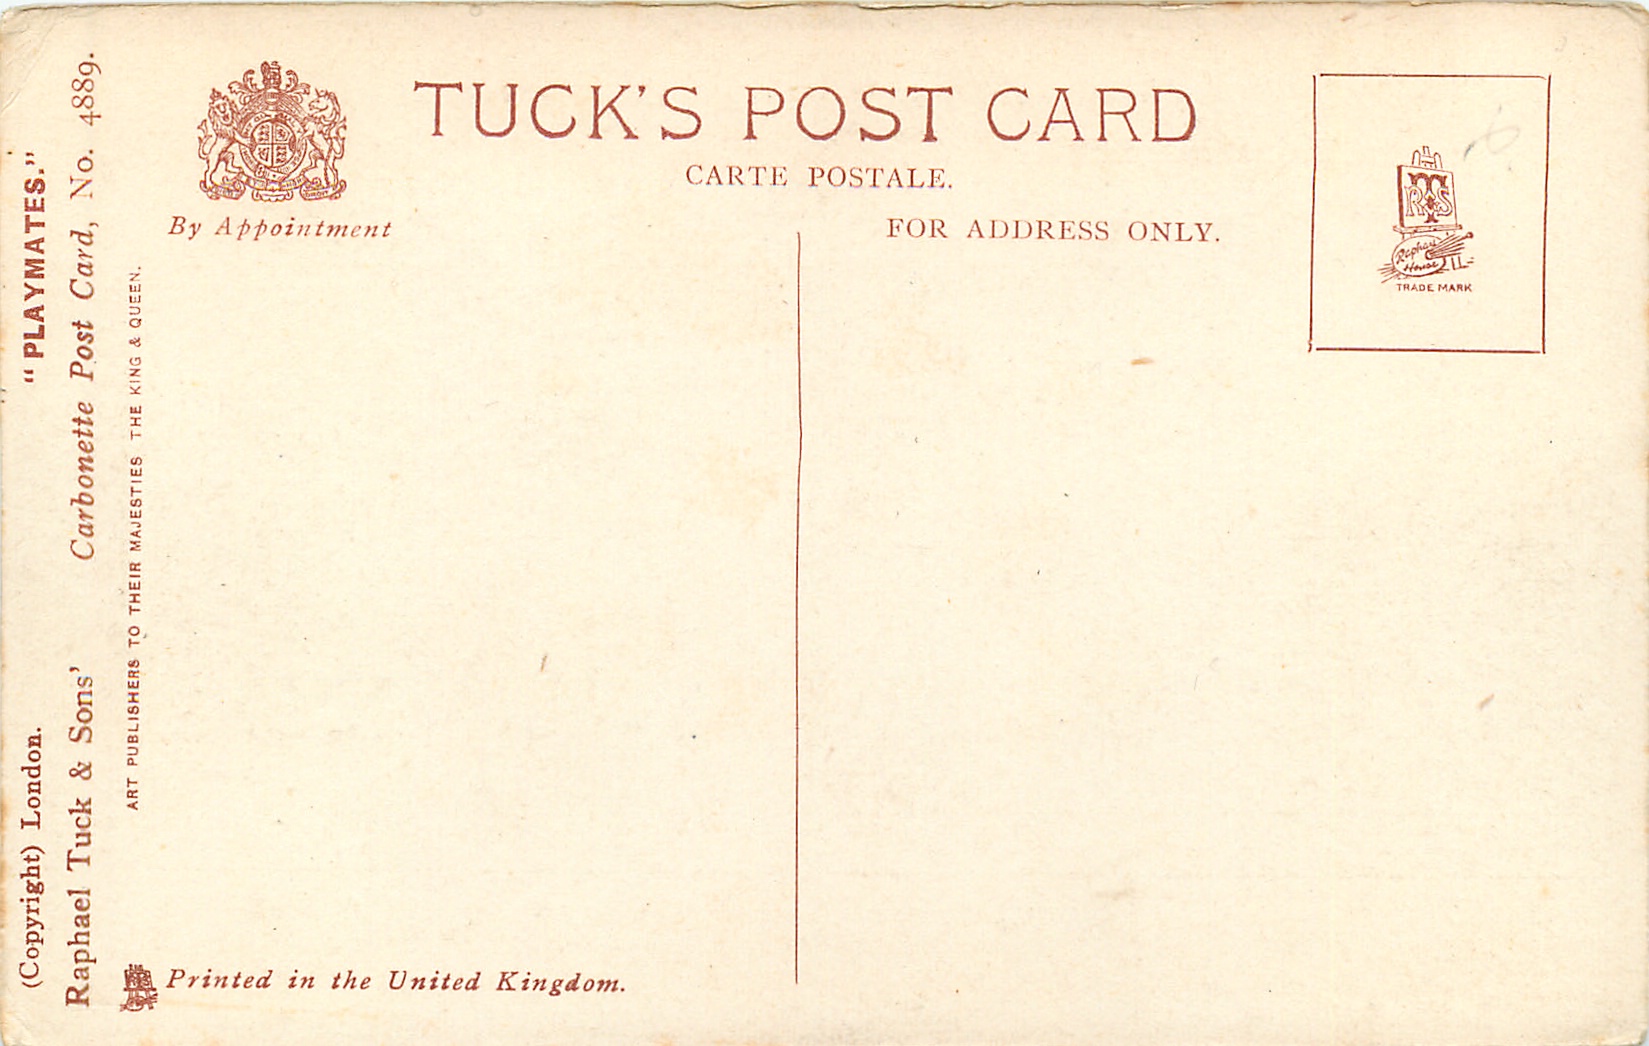 TUCK'S POST CARD
CARTE POSTALE.
By Appointment
FOR ADDRESS ONLY.
RTS
Raphael
House
TRADE MARK
"PLAYMATES."
(Copyright) London.
Raphael Tuck & Sons' Carbonette Post Card, No. 4889.
ART PUBLISHERS TO THEIR MAJESTIES THE KING & QUEEN.
Printed in the United Kingdom.